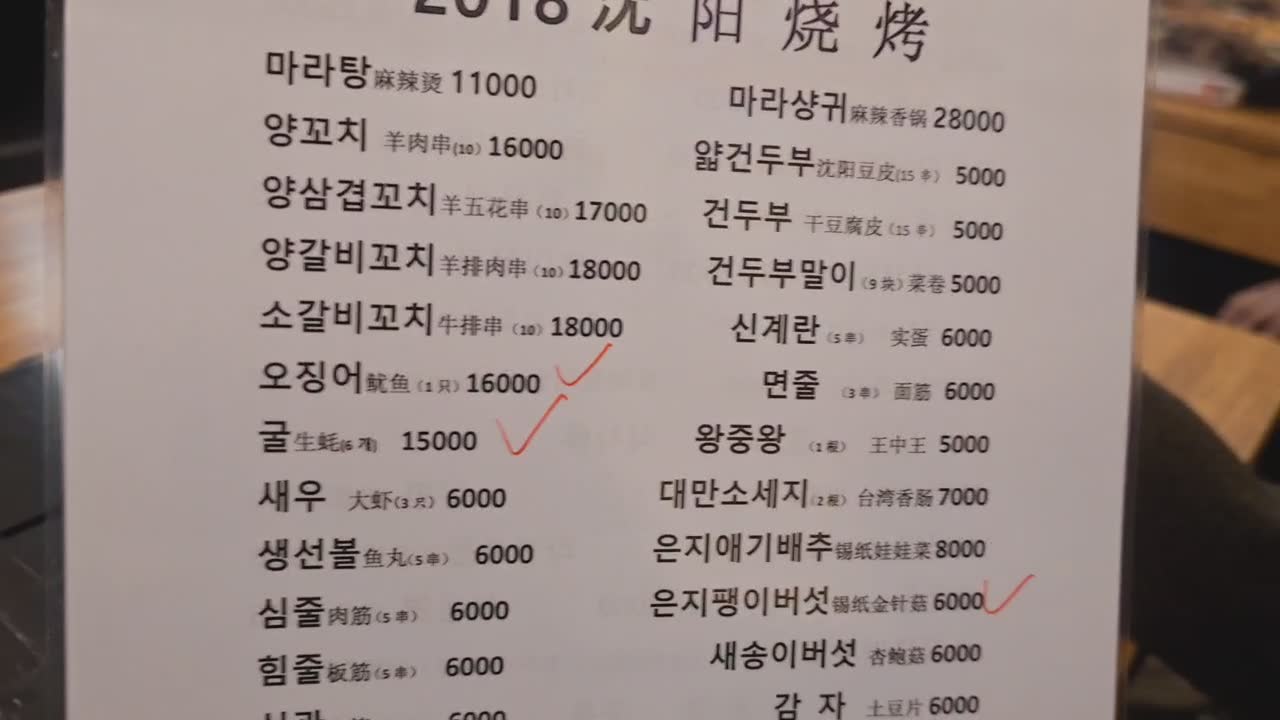 2018 沈阳烧烤
마라탕麻辣烫 11000
양꼬치 羊肉串(10) 16000
양삼겹꼬치羊五花串(10) 17000
양갈비꼬치羊排肉串(10) 18000
소갈비꼬치牛排串(10) 18000
오징어鱿鱼(1只) 16000
굴生蚝(6개) 15000
새우 大虾(3只) 6000
생선볼鱼丸(5串) 6000
심줄肉筋(5串) 6000
힘줄板筋(5串) 6000
6000
마라샹귀麻辣香锅 28000
얇건두부沈阳豆皮(15串) 5000
건두부 干豆腐皮(15串) 5000
건두부말이(9块)菜卷 5000
신계란(5串) 实蛋 6000
면줄 (3串) 面筋 6000
왕중왕 (1根) 王中王 5000
대만소세지(2根) 台湾香肠 7000
은지애기배추锡纸娃娃菜 8000
은지팽이버섯锡纸金针菇 6000
새송이버섯 杏鲍菇 6000
감 자 土豆片 6000